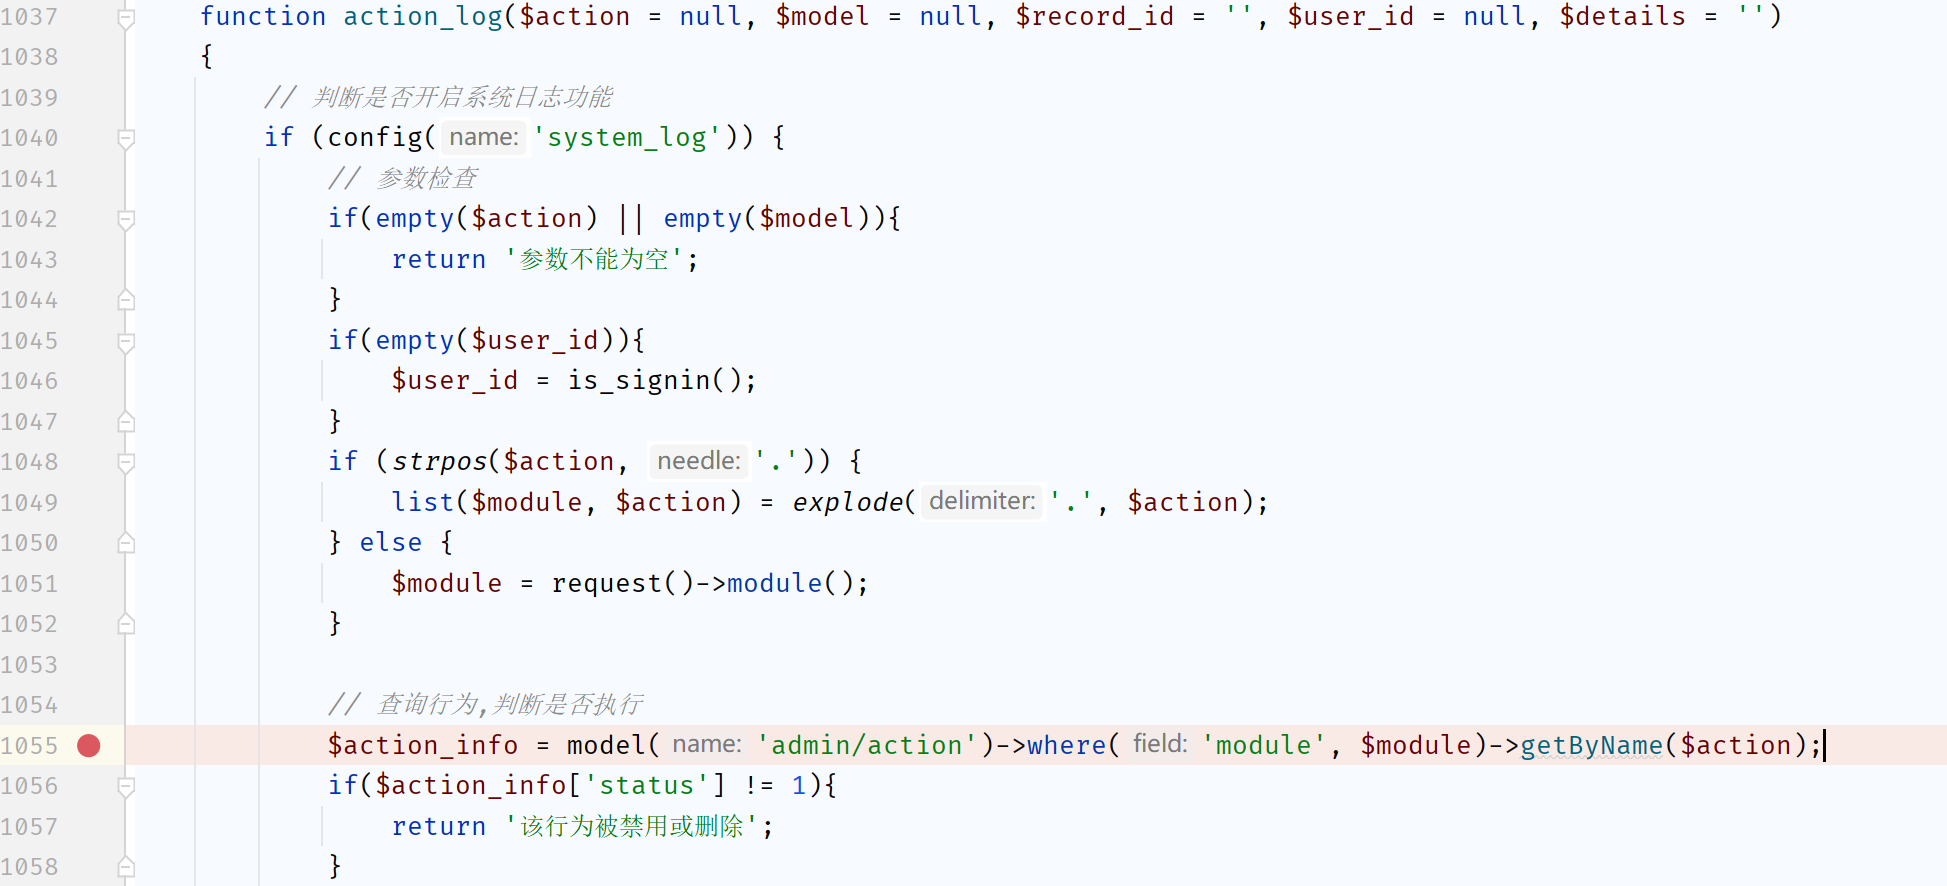 1037 function action_log($action = null, $model = null, $record_id = '', $user_id = null, $details = '')
1038 {
1039 // 判断是否开启系统日志功能
1040 if (config( name: 'system_log')) {
1041 // 参数检查
1042 if(empty($action) || empty($model)){
1043 return '参数不能为空';
1044 }
1045 if(empty($user_id)){
1046 $user_id = is_signin();
1047 }
1048 if (strpos($action, needle: '.')) {
1049 list($module, $action) = explode( delimiter: '.', $action);
1050 } else {
1051 $module = request()->module();
1052 }
1053
1054 // 查询行为,判断是否执行
1055 $action_info = model( name: 'admin/action')->where( field: 'module', $module)->getByName($action);
1056 if($action_info['status'] != 1){
1057 return '该行为被禁用或删除';
1058 }